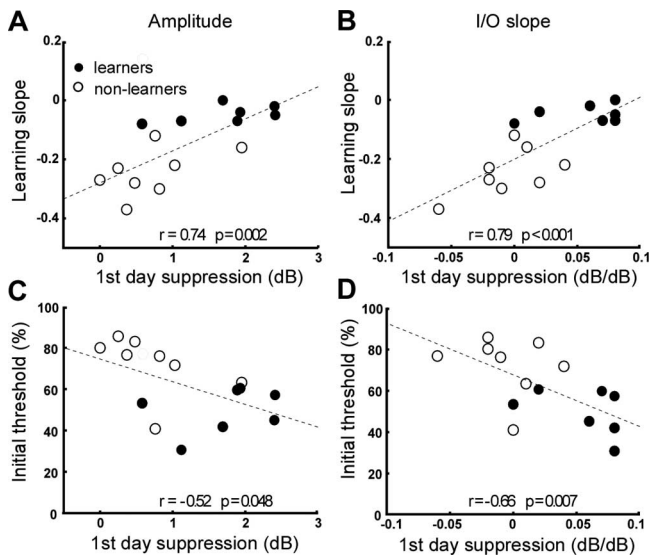 A Amplitude
0.2
0
-0.2
-0.4
Learning slope
learners
non-learners
r = 0.74 p=0.002
0 1 2 3
1st day suppression (dB)
B I/O slope
0.2
0
-0.2
-0.4
Learning slope
r = 0.79 p<0.001
-0.1 -0.05 0 0.05 0.1
1st day suppression (dB/dB)
C
100
80
60
40
20
0
Initial threshold (%)
r = -0.52 p=0.048
0 1 2 3
1st day suppression (dB)
D
100
80
60
40
20
0
Initial threshold (%)
r=-0.66 p=0.007
-0.1 -0.05 0 0.05 0.1
1st day suppression (dB/dB)